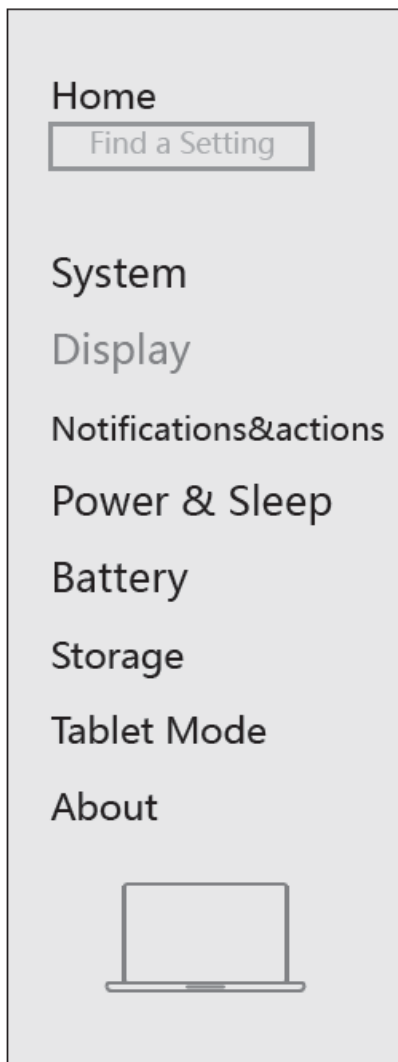 Home
Find a Setting
System
Display
Notifications&actions
Power & Sleep
Battery
Storage
Tablet Mode
About